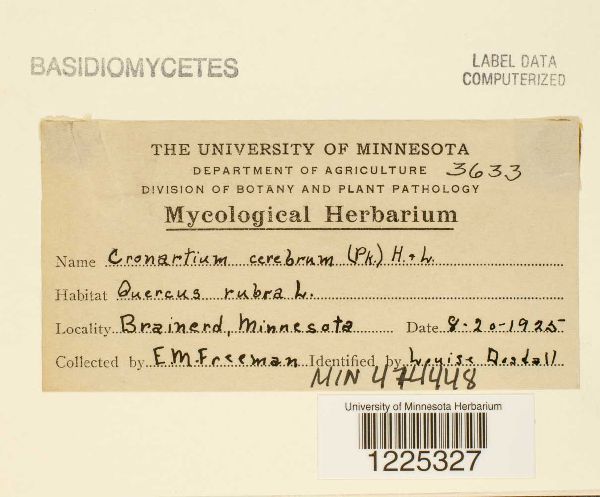 BASIDIOMYCETES
LABEL DATA
COMPUTERIZED
THE UNIVERSITY OF MINNESOTA
DEPARTMENT OF AGRICULTURE 3633
DIVISION OF BOTANY AND PLANT PATHOLOGY
Mycological Herbarium
Name Cronartium cerebrum (Pk.) H+L
Habitat Quercus rubra L.
Locality Brainerd, Minnesota Date 8-20-1925
Collected by E.M.Freeman Identified by Louise Dosdall
MIN 474448
University of Minnesota Herbarium
1225327